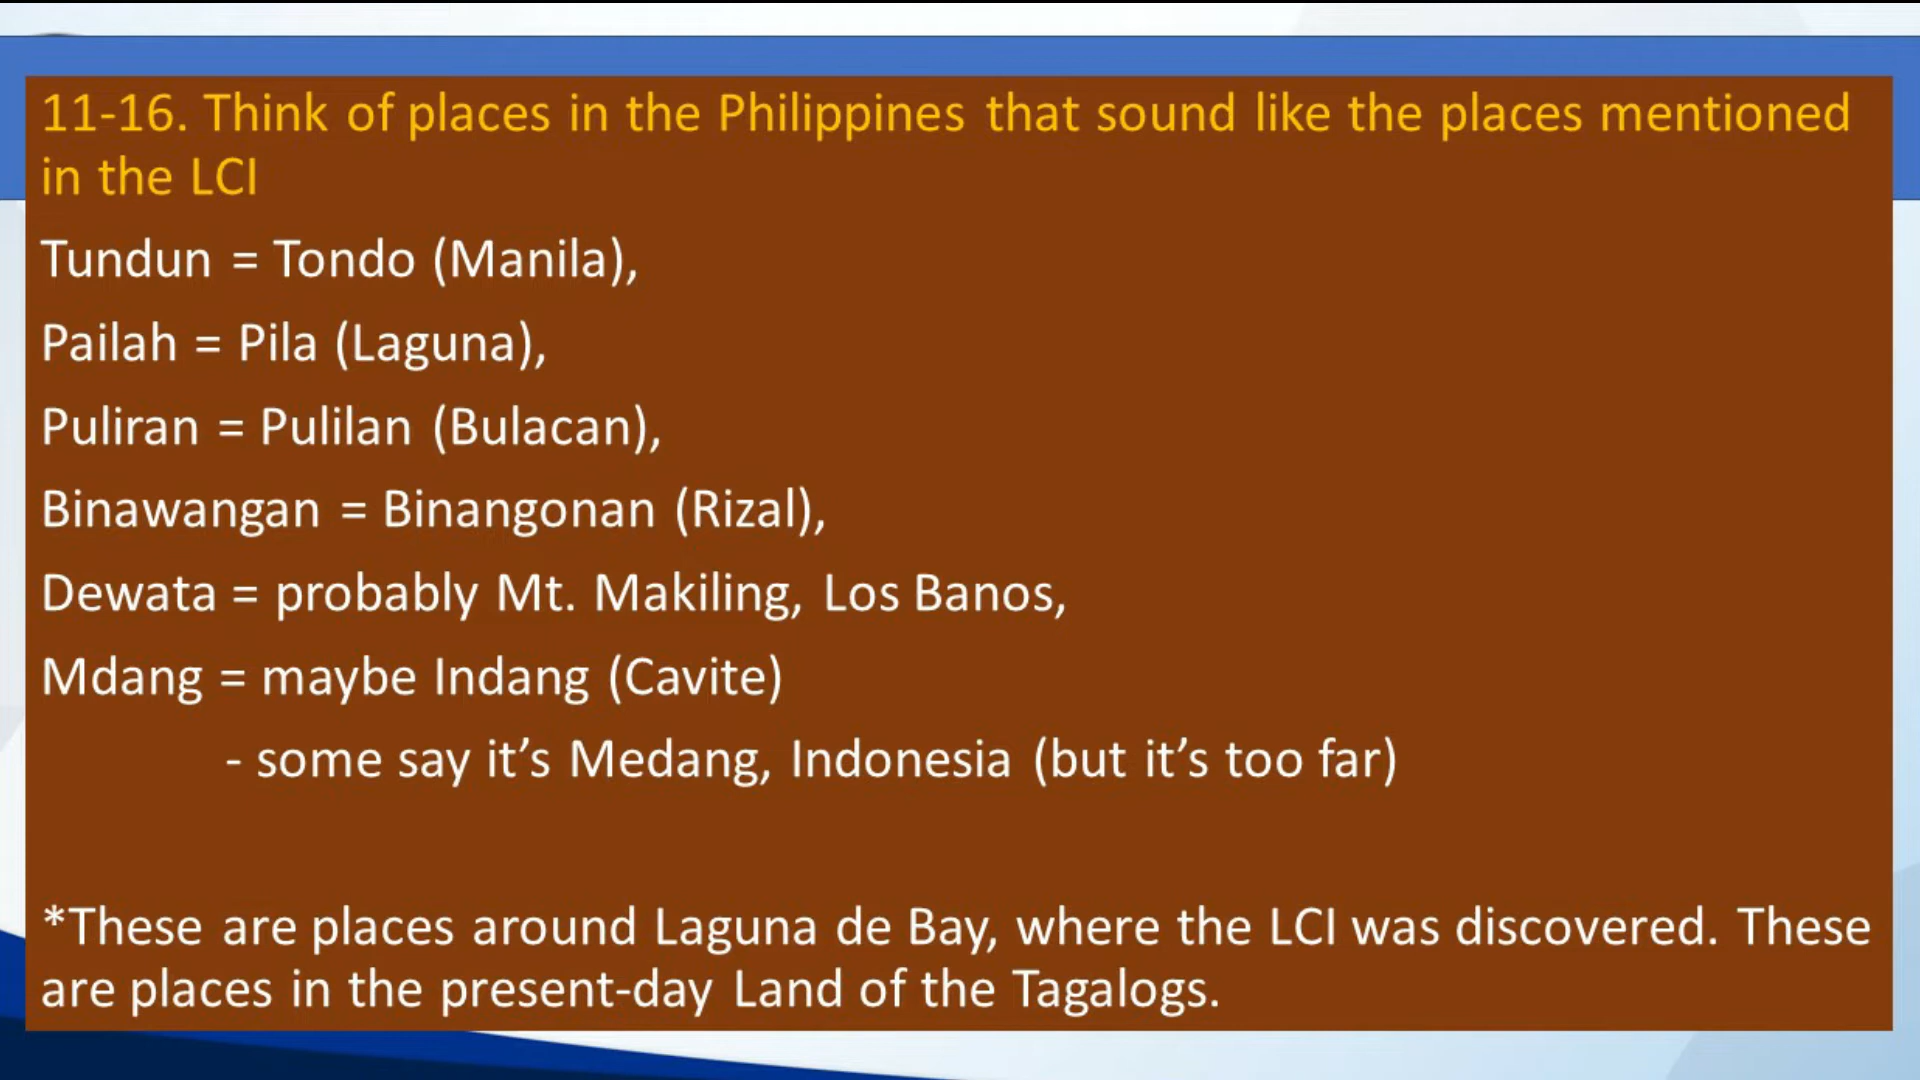 11-16. Think of places in the Philippines that sound like the places mentioned
in the LCI
Tundun = Tondo (Manila),
Pailah = Pila (Laguna),
Puliran = Pulilan (Bulacan),
Binawangan = Binangonan (Rizal),
Dewata = probably Mt. Makiling, Los Banos,
Mdang = maybe Indang (Cavite)
- some say it’s Medang, Indonesia (but it’s too far)
*These are places around Laguna de Bay, where the LCI was discovered. These
are places in the present-day Land of the Tagalogs.